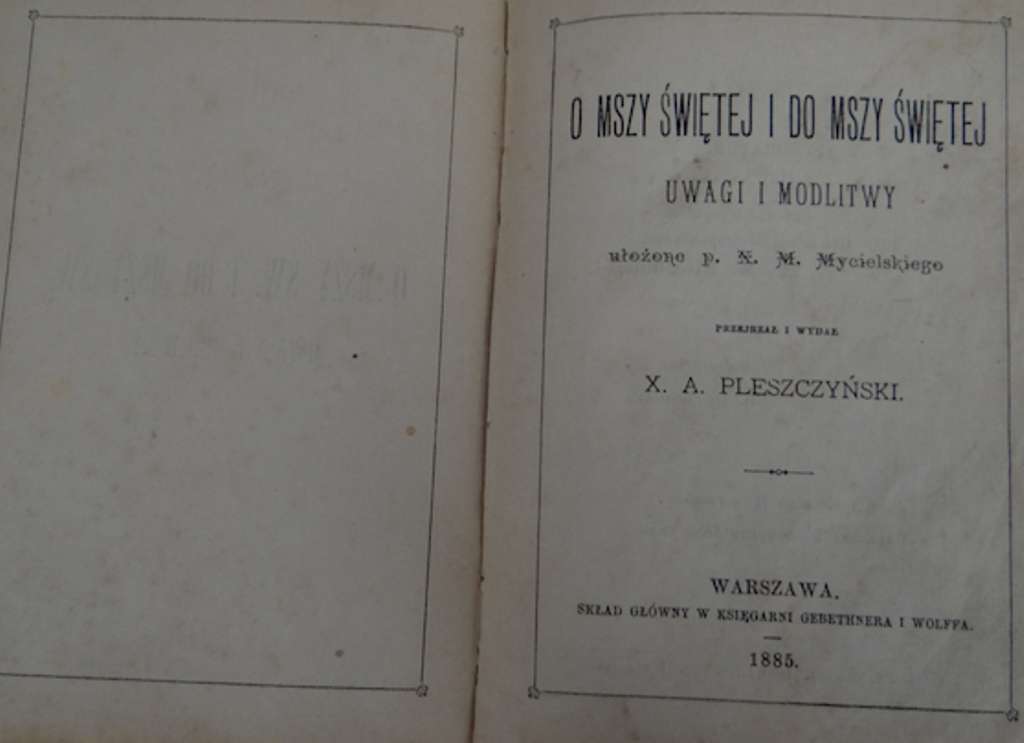 O MSZY ŚWIĘTEJ I DO MSZY ŚWIĘTEJ
UWAGI I MODLITWY
ułożone p. X. M. Mycielskiego
PRZEJRZAŁ I WYDAŁ
X. A. PLESZCZYŃSKI.
WARSZAWA.
SKŁAD GŁÓWNY W KSIĘGARNI GEBETHNERA I WOLFFA.
1885.